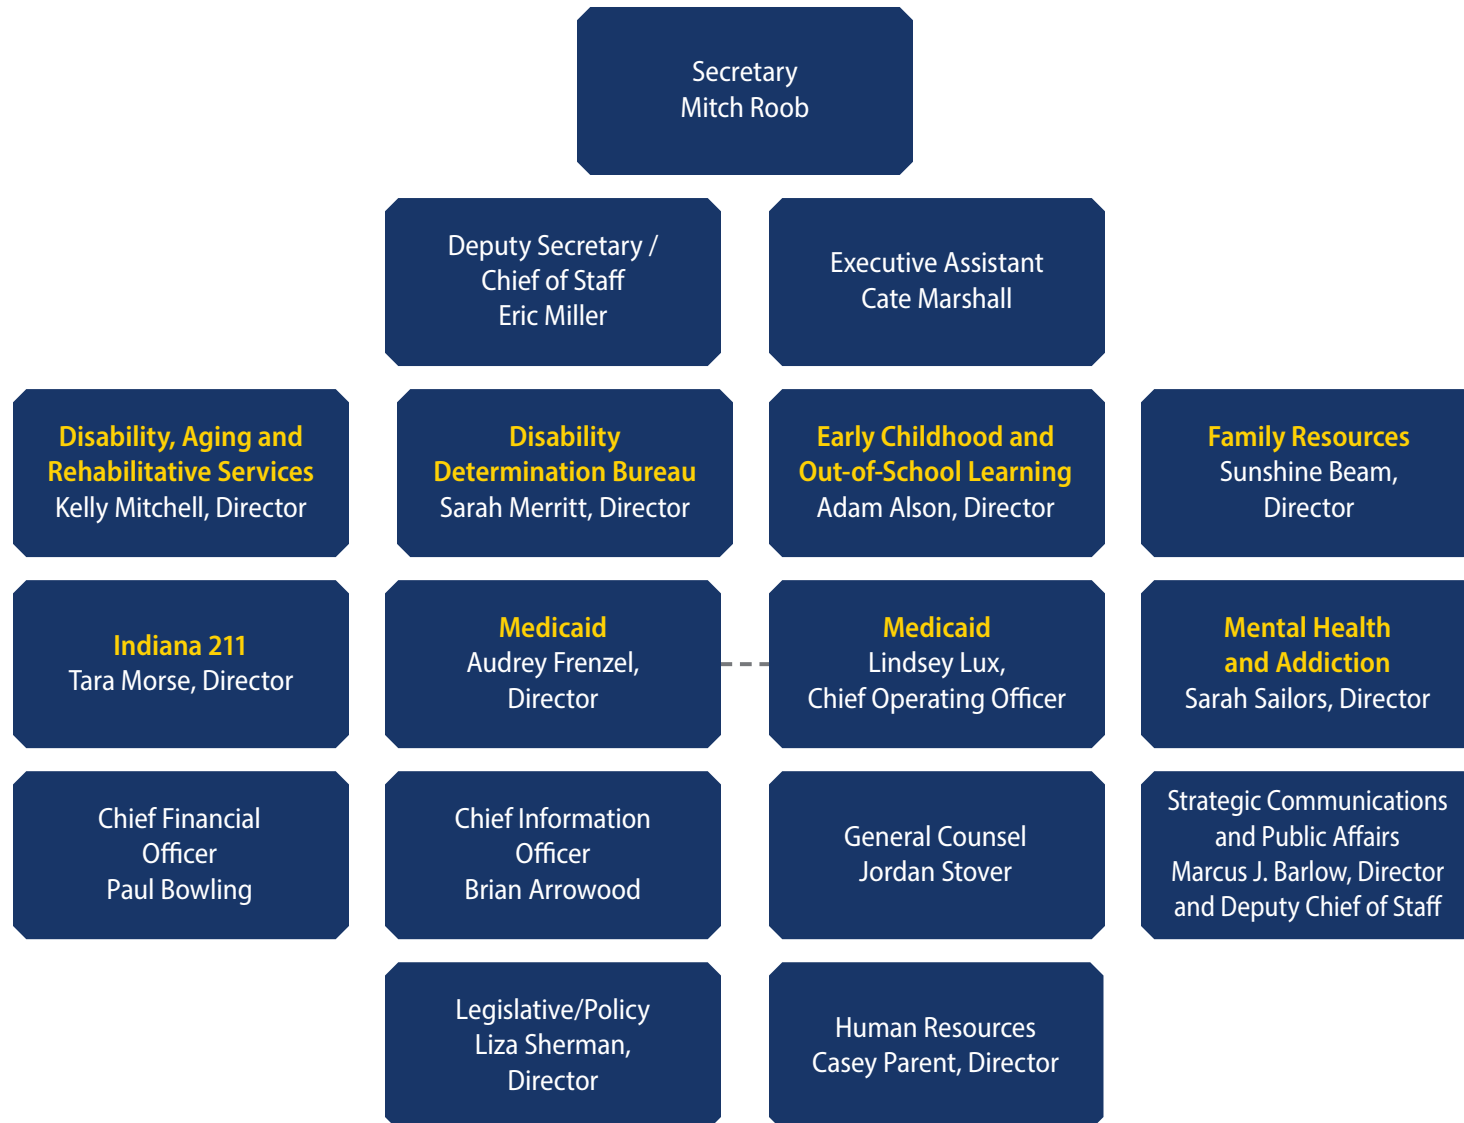 Secretary
Mitch Roob
Deputy Secretary /
Chief of Staff
Eric Miller
Executive Assistant
Cate Marshall
Disability, Aging and
Rehabilitative Services
Kelly Mitchell, Director
Disability
Determination Bureau
Sarah Merritt, Director
Early Childhood and
Out-of-School Learning
Adam Alson, Director
Family Resources
Sunshine Beam,
Director
Indiana 211
Tara Morse, Director
Medicaid
Audrey Frenzel,
Director
Medicaid
Lindsey Lux,
Chief Operating Officer
Mental Health
and Addiction
Sarah Sailors, Director
Chief Financial
Officer
Paul Bowling
Chief Information
Officer
Brian Arrowood
General Counsel
Jordan Stover
Strategic Communications
and Public Affairs
Marcus J. Barlow, Director
and Deputy Chief of Staff
Legislative/Policy
Liza Sherman,
Director
Human Resources
Casey Parent, Director